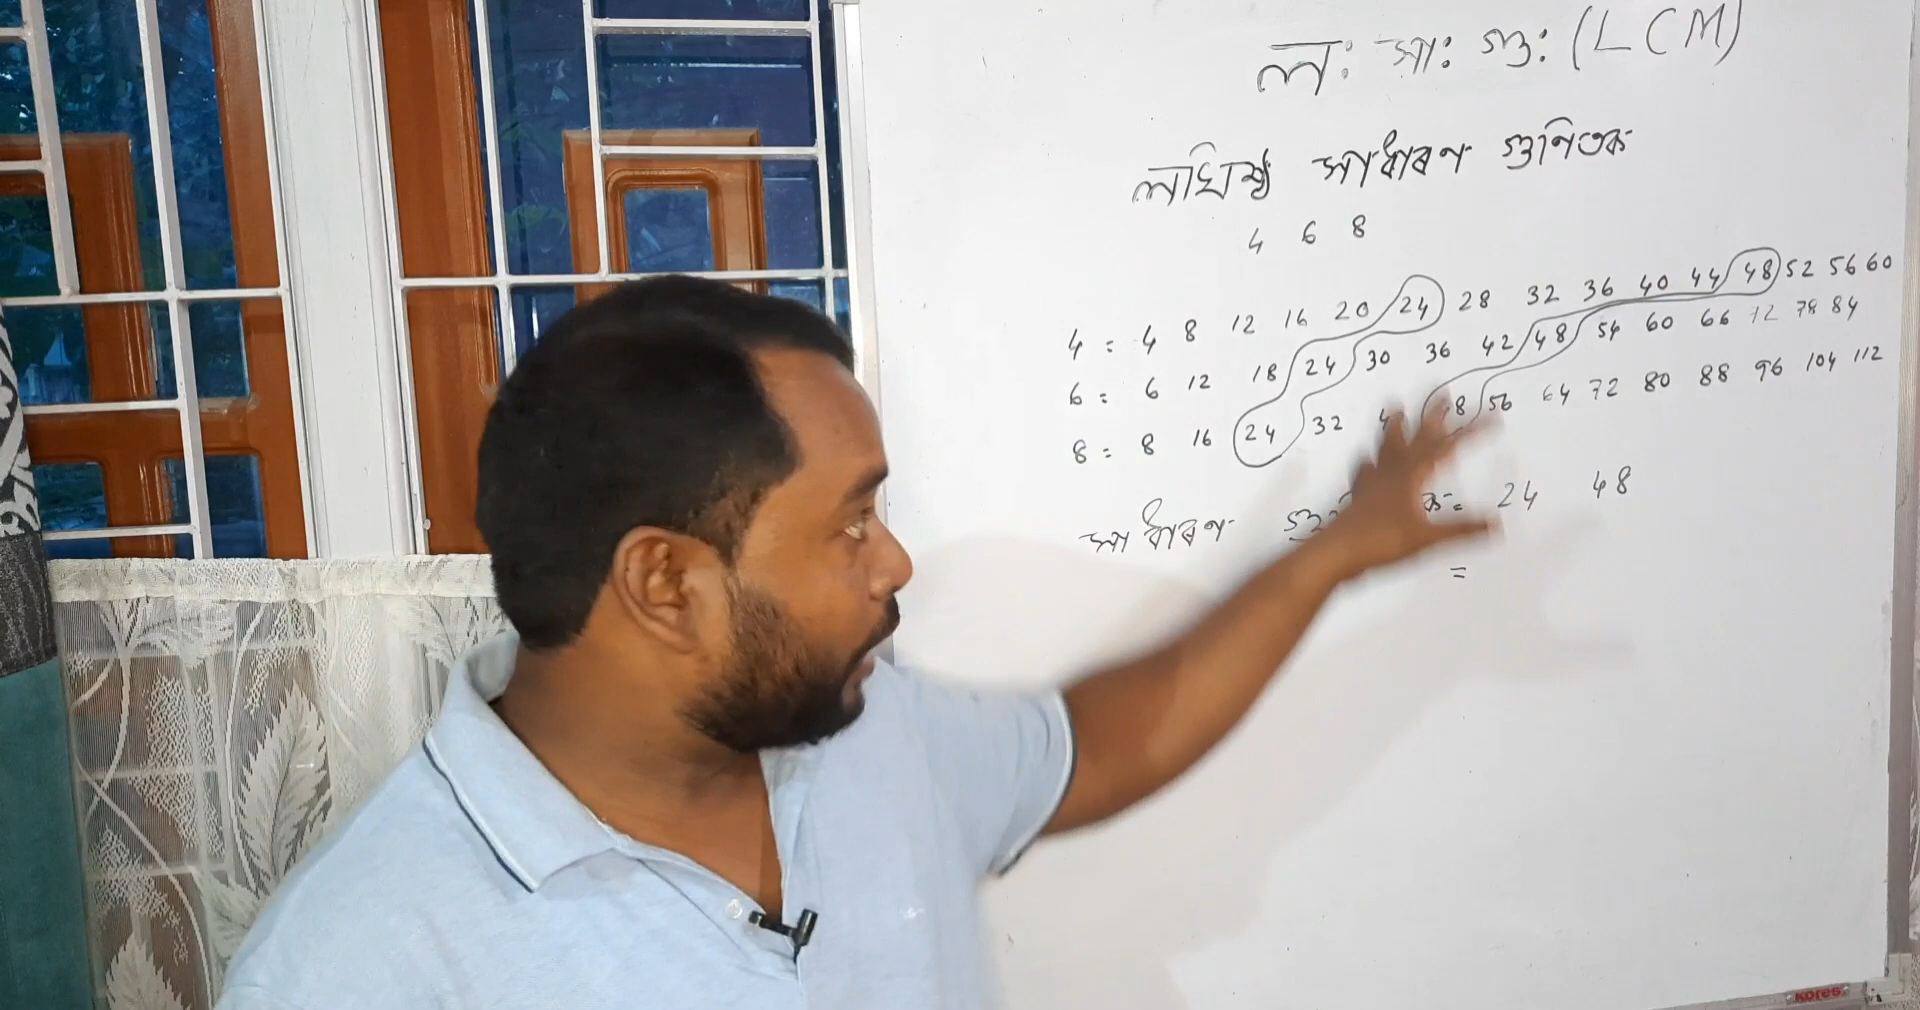 ল: সা: গু: (LCM)
লঘিষ্ঠ সাধাৰণ গুণিতক
4 6 8
4 = 4 8 12 16 20 24 28 32 36 40 44 48 52 56 60
6 = 6 12 18 24 30 36 42 48 54 60 66 72 78 84
8 = 8 16 24 32 48 56 64 72 80 88 96 104 112
সাধাৰণ = 24 48
=
kores